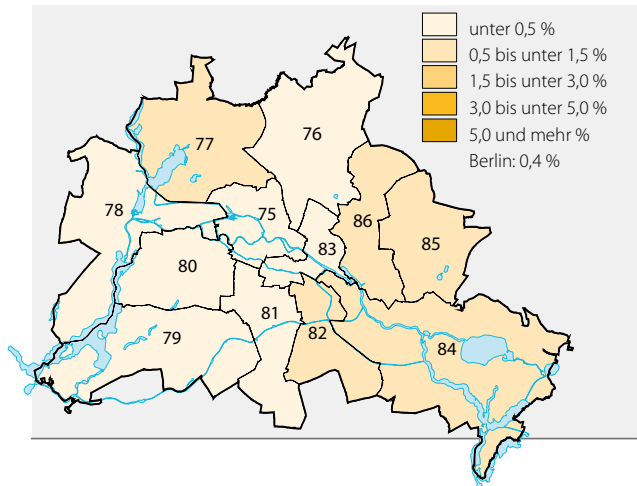 unter 0,5 %
0,5 bis unter 1,5 %
1,5 bis unter 3,0 %
3,0 bis unter 5,0 %
5,0 und mehr %
Berlin: 0,4 %
76
77
78
75
86
83
85
80
81
79
82
84